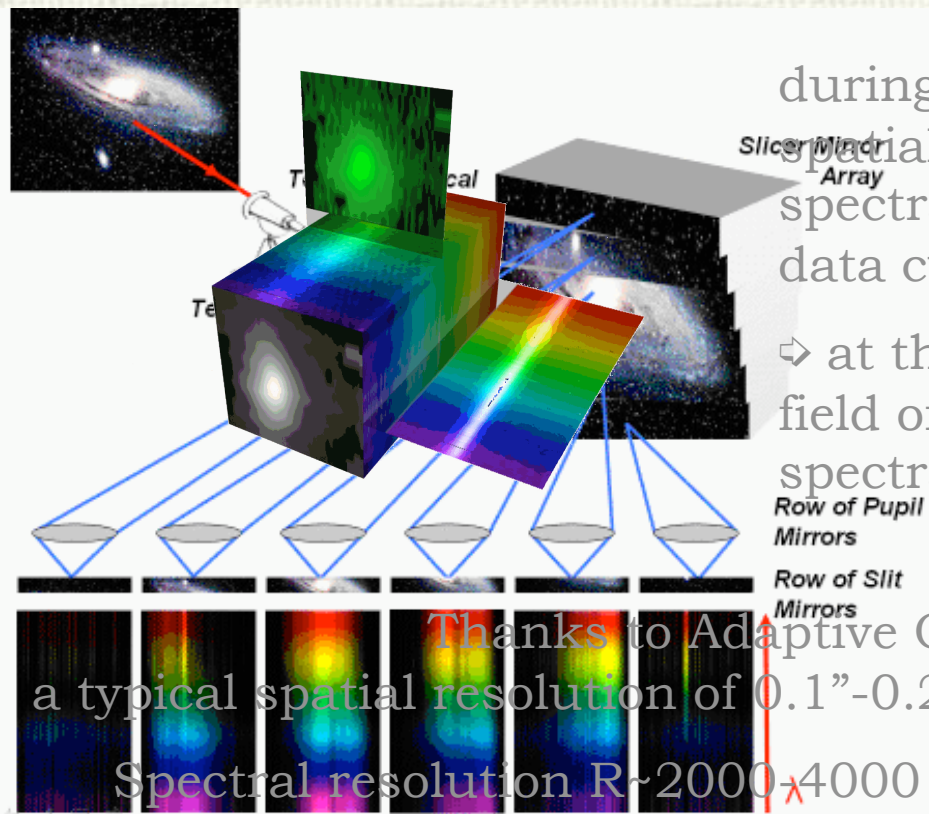 during
spatial
spectr
data c
Slicer Mirror
Array
at th
field o
spectr
Row of Pupil
Mirrors
Row of Slit
Mirrors
Thanks to Adaptive
a typical spatial resolution of 0.1”-0.2
Spectral resolution R~2000-4000
λ